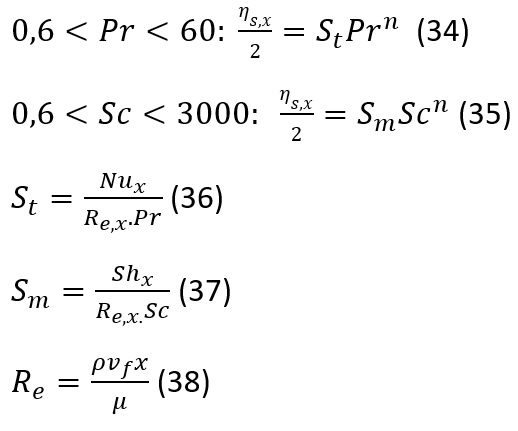 0,6 < Pr < 60: η_{s,x}/2 = S_t Pr^n (34)
0,6 < Sc < 3000: η_{s,x}/2 = S_m Sc^n (35)
S_t = Nu_x/R_{e,x}.Pr (36)
S_m = Sh_x/R_{e,x.}Sc (37)
R_e = ρv_f x/μ (38)